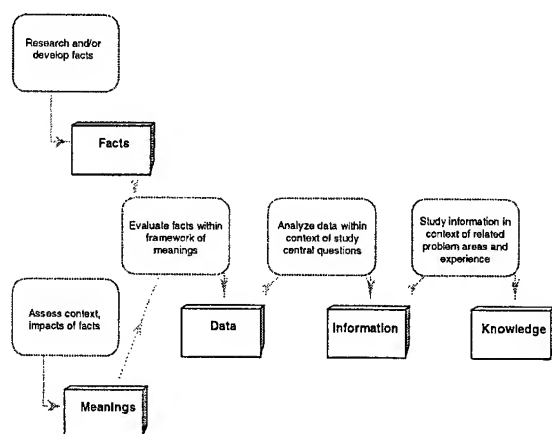 Research and/or
develop facts
Facts
Evaluate facts within
framework of
meanings
Analyze data within
context of study
central questions
Study information in
context of related
problem areas and
experience
Assess context,
impacts of facts
Data
Information
Knowledge
Meanings